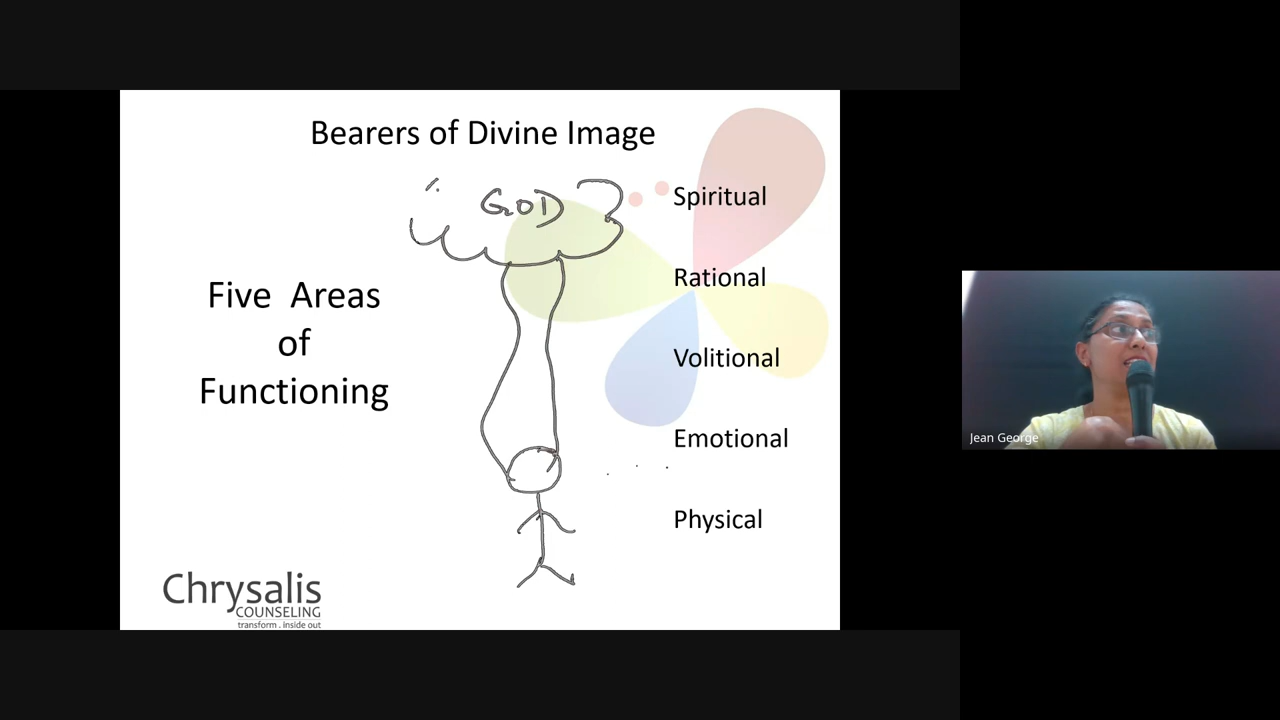 Bearers of Divine Image
GOD
Five Areas
of
Functioning
Spiritual
Rational
Volitional
Emotional
Physical
Chrysalis
COUNSELING
transform . inside out
Jean George